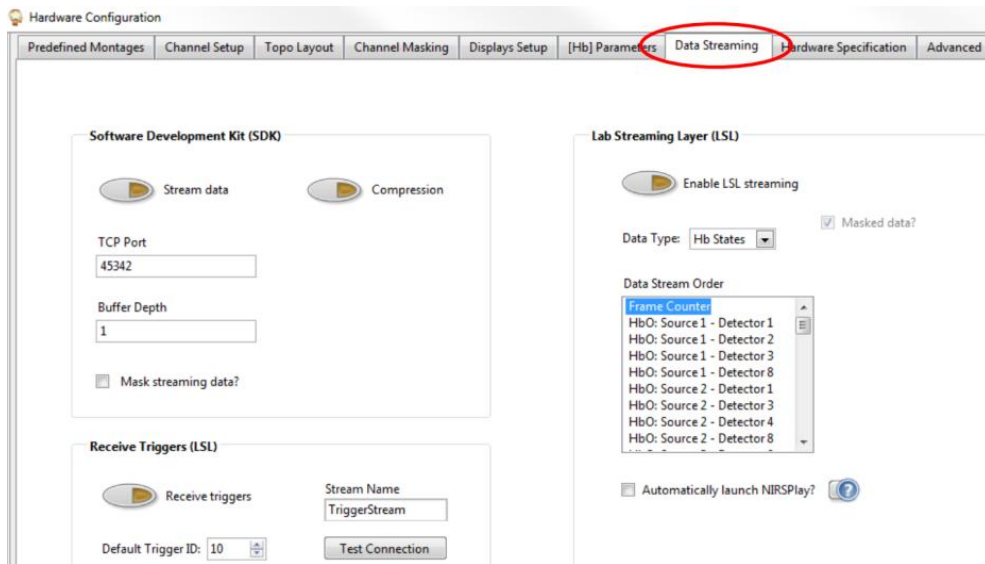 Hardware Configuration
Predefined Montages Channel Setup Topo Layout Channel Masking Displays Setup [Hb] Parameters Data Streaming Hardware Specification Advanced
Software Development Kit (SDK)
Stream data Compression
TCP Port
45342
Buffer Depth
1
Mask streaming data?
Receive Triggers (LSL)
Receive triggers
Stream Name
TriggerStream
Default Trigger ID: 10 Test Connection
Lab Streaming Layer (LSL)
Enable LSL streaming
Masked data?
Data Type: Hb States
Data Stream Order
Frame Counter
HbO: Source 1 - Detector 1
HbO: Source 1 - Detector 2
HbO: Source 1 - Detector 3
HbO: Source 1 - Detector 8
HbO: Source 2 - Detector 1
HbO: Source 2 - Detector 3
HbO: Source 2 - Detector 4
HbO: Source 2 - Detector 8
Automatically launch NIRSPlay? ?